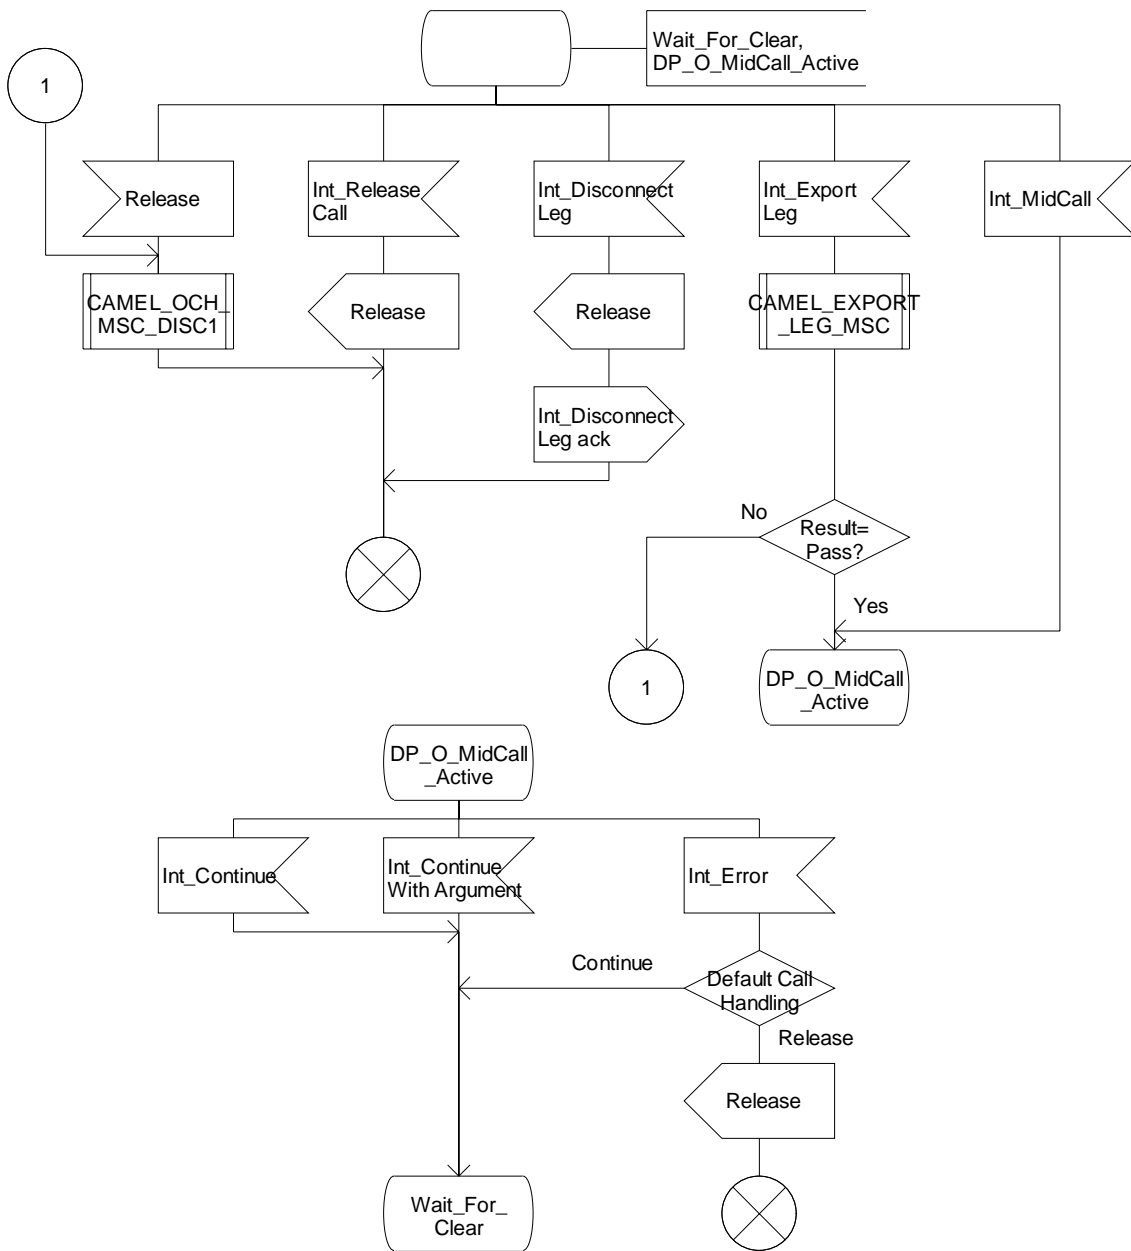 Wait_For_Clear,
DP_O_MidCall_Active
1
Release
Int_Release
Call
Int_Disconnect
Leg
Int_Export
Leg
Int_MidCall
CAMEL_OCH_
MSC_DISC1
Release
Release
CAMEL_EXPORT
_LEG_MSC
Int_Disconnect
Leg ack
No
Result=
Pass?
Yes
1
DP_O_MidCall
_Active
DP_O_MidCall
_Active
Int_Continue
Int_Continue
With Argument
Int_Error
Continue
Default Call
Handling
Release
Release
Wait_For_
Clear